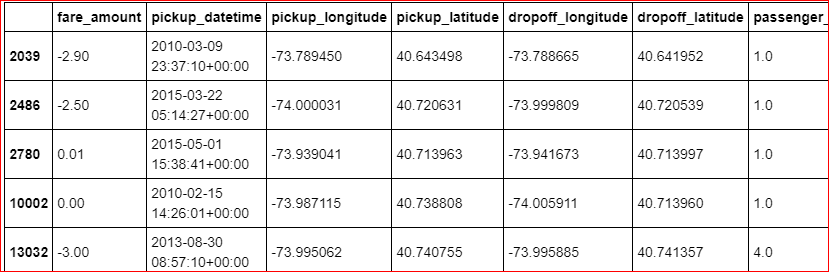 fare_amount pickup_datetime pickup_longitude pickup_latitude dropoff_longitude dropoff_latitude passenger_
2039 -2.90 2010-03-09 23:37:10+00:00 -73.789450 40.643498 -73.788665 40.641952 1.0
2486 -2.50 2015-03-22 05:14:27+00:00 -74.000031 40.720631 -73.999809 40.720539 1.0
2780 0.01 2015-05-01 15:38:41+00:00 -73.939041 40.713963 -73.941673 40.713997 1.0
10002 0.00 2010-02-15 14:26:01+00:00 -73.987115 40.738808 -74.005911 40.713960 1.0
13032 -3.00 2013-08-30 08:57:10+00:00 -73.995062 40.740755 -73.995885 40.741357 4.0